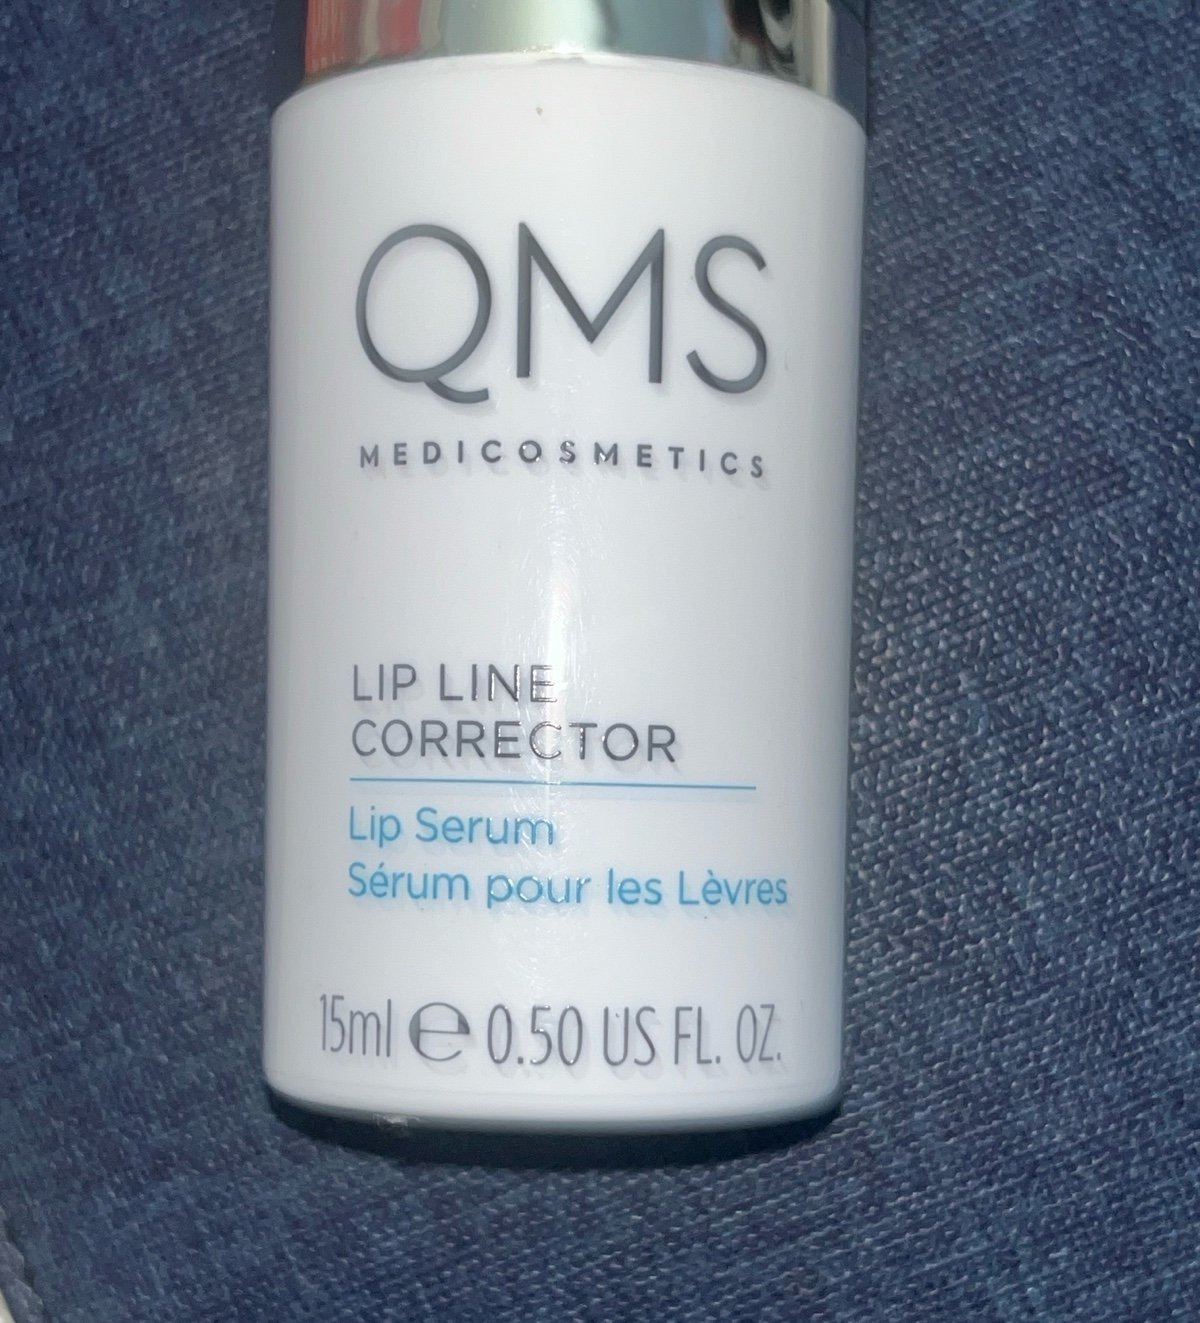 QMS
MEDICOSMETICS
LIP LINE
CORRECTOR
Lip Serum
Sérum pour les Lèvres
15ml ℮ 0.50 US FL. OZ.